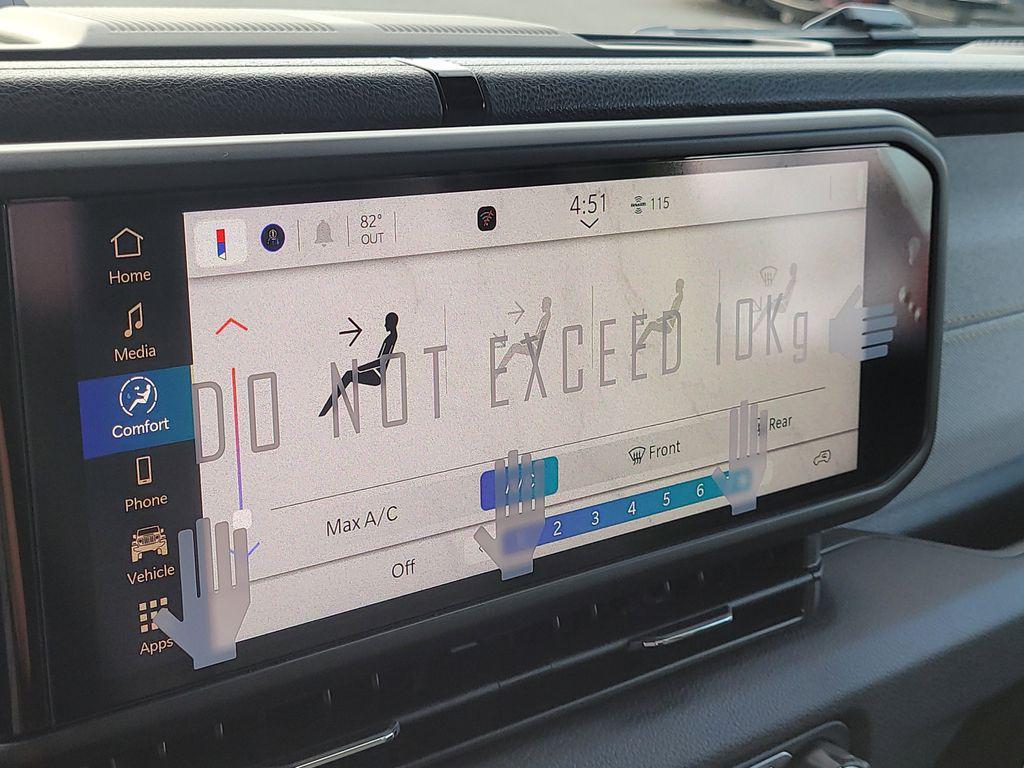 Home
Media
Comfort
Phone
Vehicle
Apps
82°
OUT
4:51
115
DO NOT EXCEED 10Kg
Max A/C
Front
Rear
Off
2 3 4 5 6